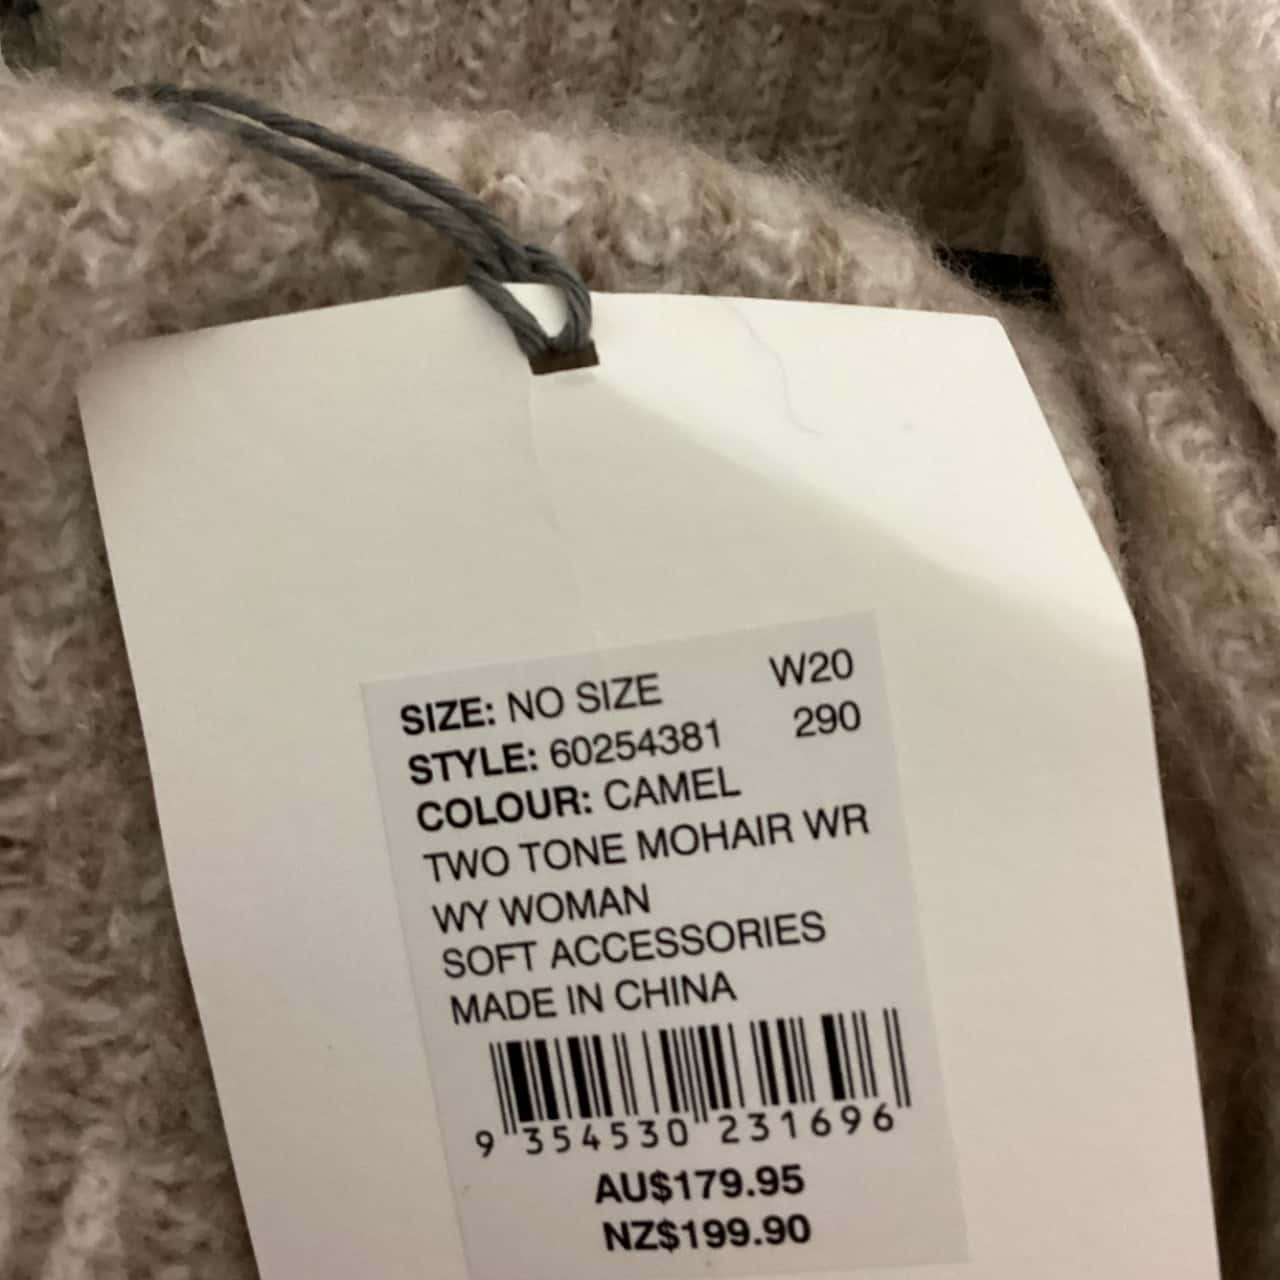 SIZE: NO SIZE W20
STYLE: 60254381 290
COLOUR: CAMEL
TWO TONE MOHAIR WR
WY WOMAN
SOFT ACCESSORIES
MADE IN CHINA
9 354530 231696
AU$179.95
NZ$199.90